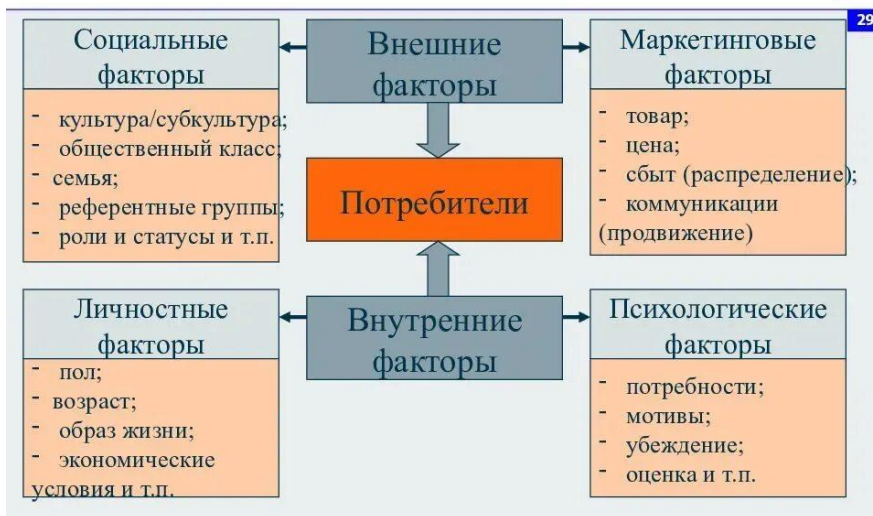 29
Социальные
факторы
- культура/субкультура;
- общественный класс;
- семья;
- референтные группы;
- роли и статусы и т.п.
Внешние
факторы
Маркетинговые
факторы
- товар;
- цена;
- сбыт (распределение);
- коммуникации
(продвижение)
Потребители
Личностные
факторы
- пол;
- возраст;
- образ жизни;
- экономические
условия и т.п.
Внутренние
факторы
Психологические
факторы
- потребности;
- мотивы;
- убеждение;
- оценка и т.п.